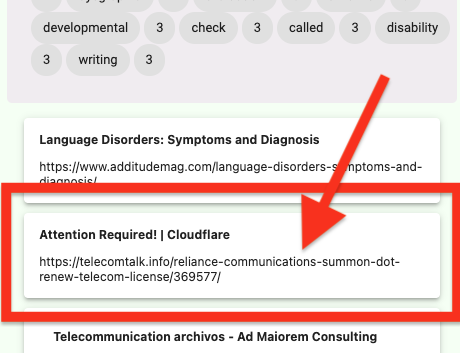 developmental 3 check 3 called 3 disability
3 writing 3
Language Disorders: Symptoms and Diagnosis
https://www.additudemag.com/language-disorders-symptoms-and-
diagnosis/
Attention Required! | Cloudflare
https://telecomtalk.info/reliance-communications-summon-dot-
renew-telecom-license/369577/
Telecommunication archivos - Ad Maiorem Consulting